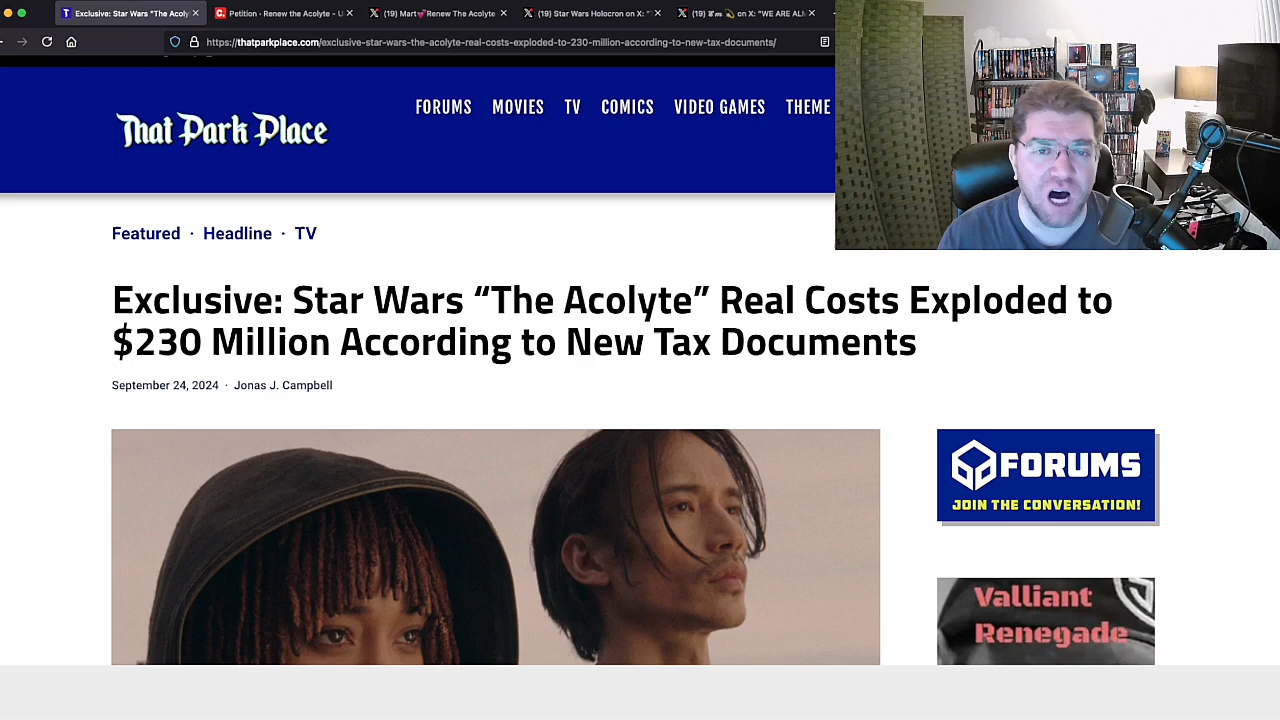 Exclusive: Star Wars "The Acoly
Petition - Renew the Acolyte - U
(19) Mart💕Renew The Acolyte
(19) Star Wars Holocron on X: "
on X: "WE ARE AL
https://thatparkplace.com/exclusive-star-wars-the-acolyte-real-costs-exploded-to-230-million-according-to-new-tax-documents/
That Park Place
FORUMS MOVIES TV COMICS VIDEO GAMES THEME
Featured · Headline · TV
Exclusive: Star Wars “The Acolyte” Real Costs Exploded to
$230 Million According to New Tax Documents
September 24, 2024 · Jonas J. Campbell
FORUMS
JOIN THE CONVERSATION!
Valliant
Renegade